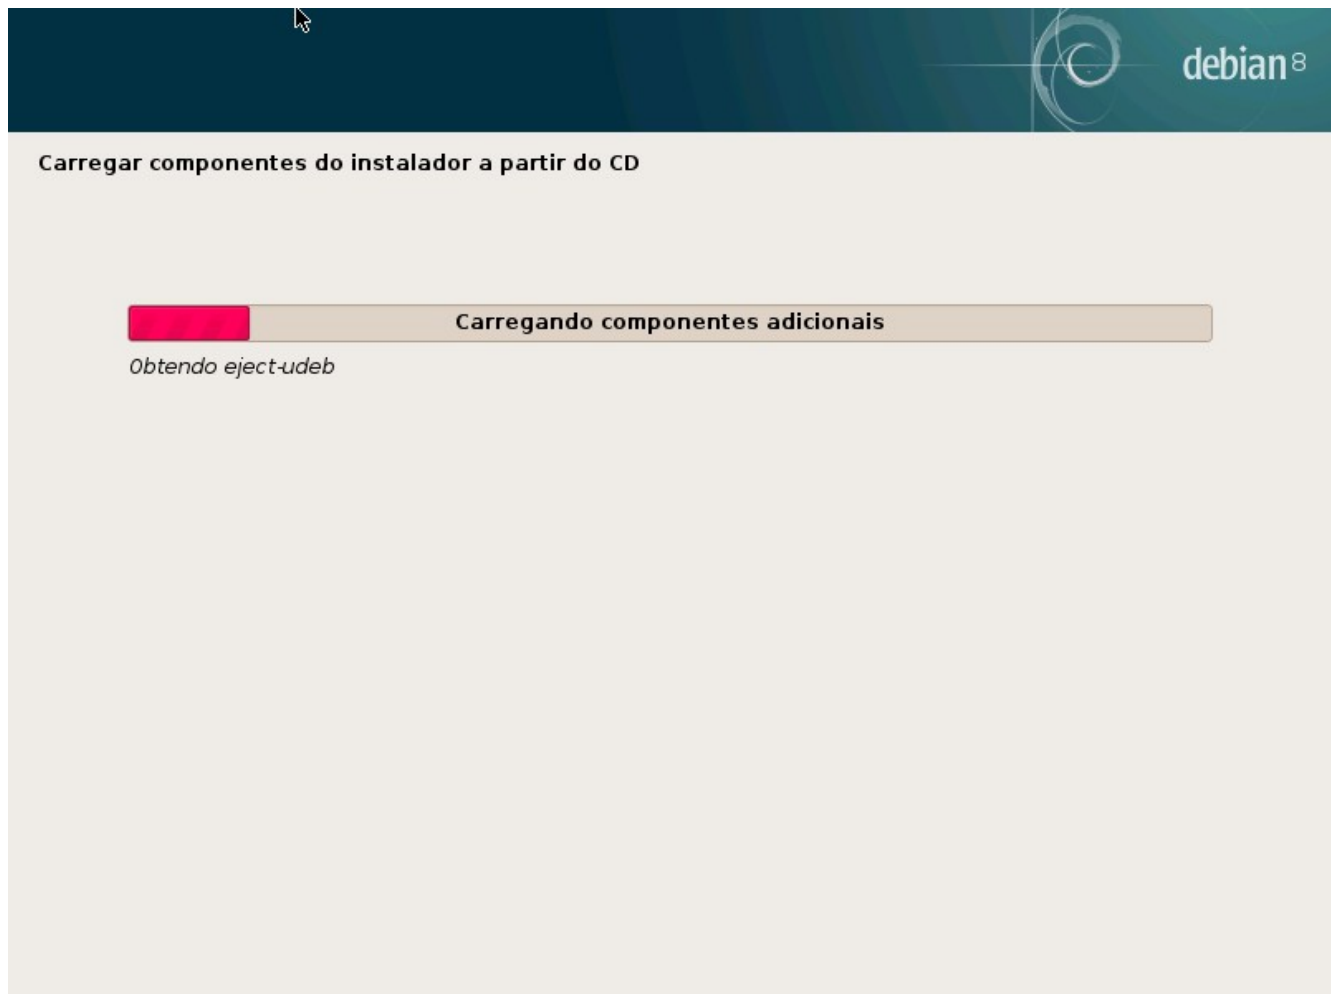 debian 8
Carregar componentes do instalador a partir do CD
Carregando componentes adicionais
Obtendo eject-udeb